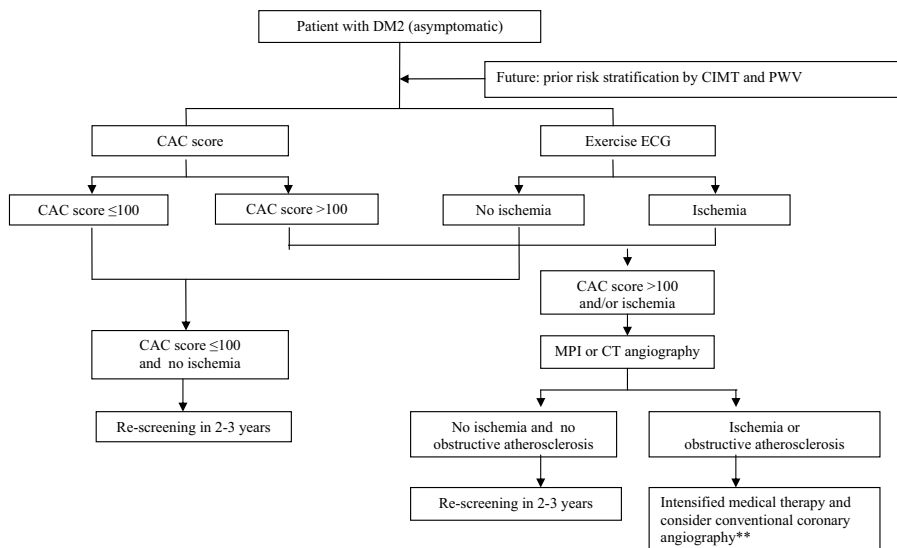 Patient with DM2 (asymptomatic)
Future: prior risk stratification by CIMT and PWV
CAC score
Exercise ECG
CAC score ≤100
CAC score >100
No ischemia
Ischemia
CAC score >100
and/or ischemia
CAC score ≤100
and no ischemia
MPI or CT angiography
Re-screening in 2-3 years
No ischemia and no
obstructive atherosclerosis
Ischemia or
obstructive atherosclerosis
Re-screening in 2-3 years
Intensified medical therapy and
consider conventional coronary
angiography**